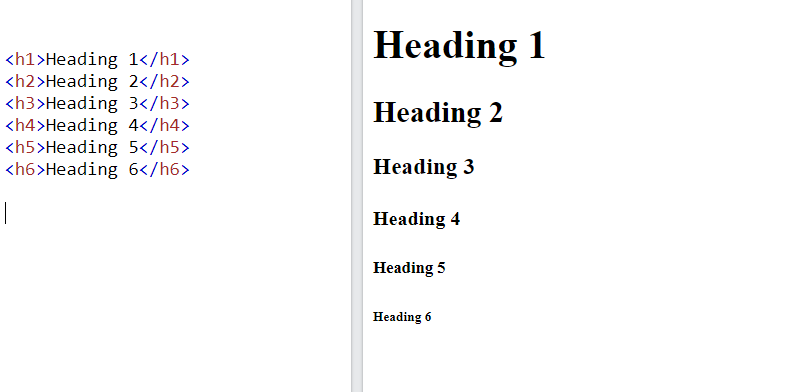 <h1>Heading 1</h1>
<h2>Heading 2</h2>
<h3>Heading 3</h3>
<h4>Heading 4</h4>
<h5>Heading 5</h5>
<h6>Heading 6</h6>
Heading 1
Heading 2
Heading 3
Heading 4
Heading 5
Heading 6